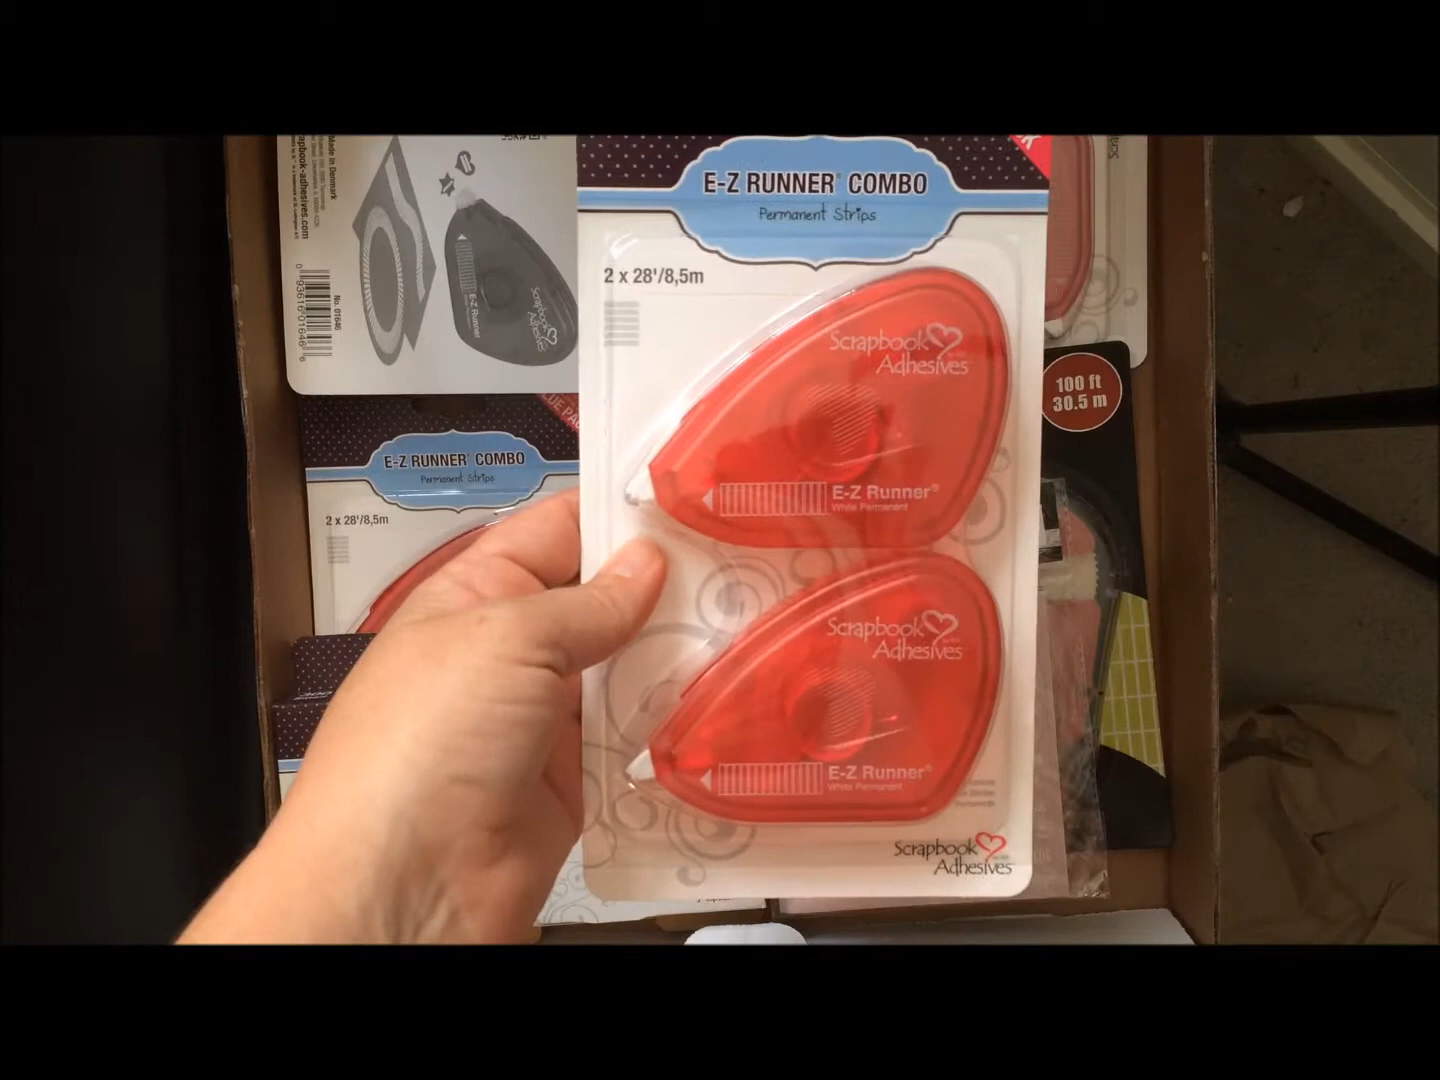 E-Z RUNNER® COMBO
Permanent Strips
2 x 28'/8,5m
Scrapbook
Adhesives
E-Z Runner®
White Permanent
Scrapbook
Adhesives
E-Z Runner®
White Permanent
Scrapbook
Adhesives
Made in Denmark
No. 01646
E-Z Runner
Scrapbook
Adhesives
E-Z RUNNER® COMBO
Permanent Strips
2 x 28'/8,5m
100 ft
30.5 m